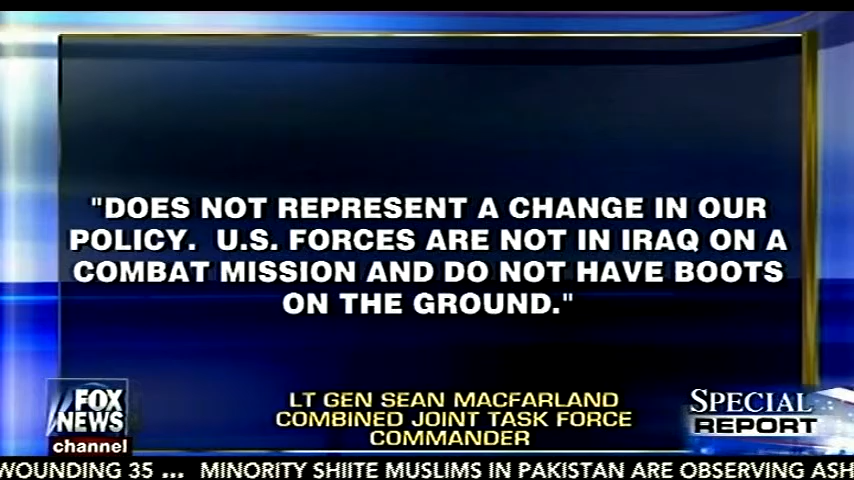 "DOES NOT REPRESENT A CHANGE IN OUR
POLICY.  U.S. FORCES ARE NOT IN IRAQ ON A
COMBAT MISSION AND DO NOT HAVE BOOTS
ON THE GROUND."
LT GEN SEAN MACFARLAND
COMBINED JOINT TASK FORCE
COMMANDER
FOX
NEWS
channel
SPECIAL
REPORT
WOUNDING 35 ... MINORITY SHIITE MUSLIMS IN PAKISTAN ARE OBSERVING ASH